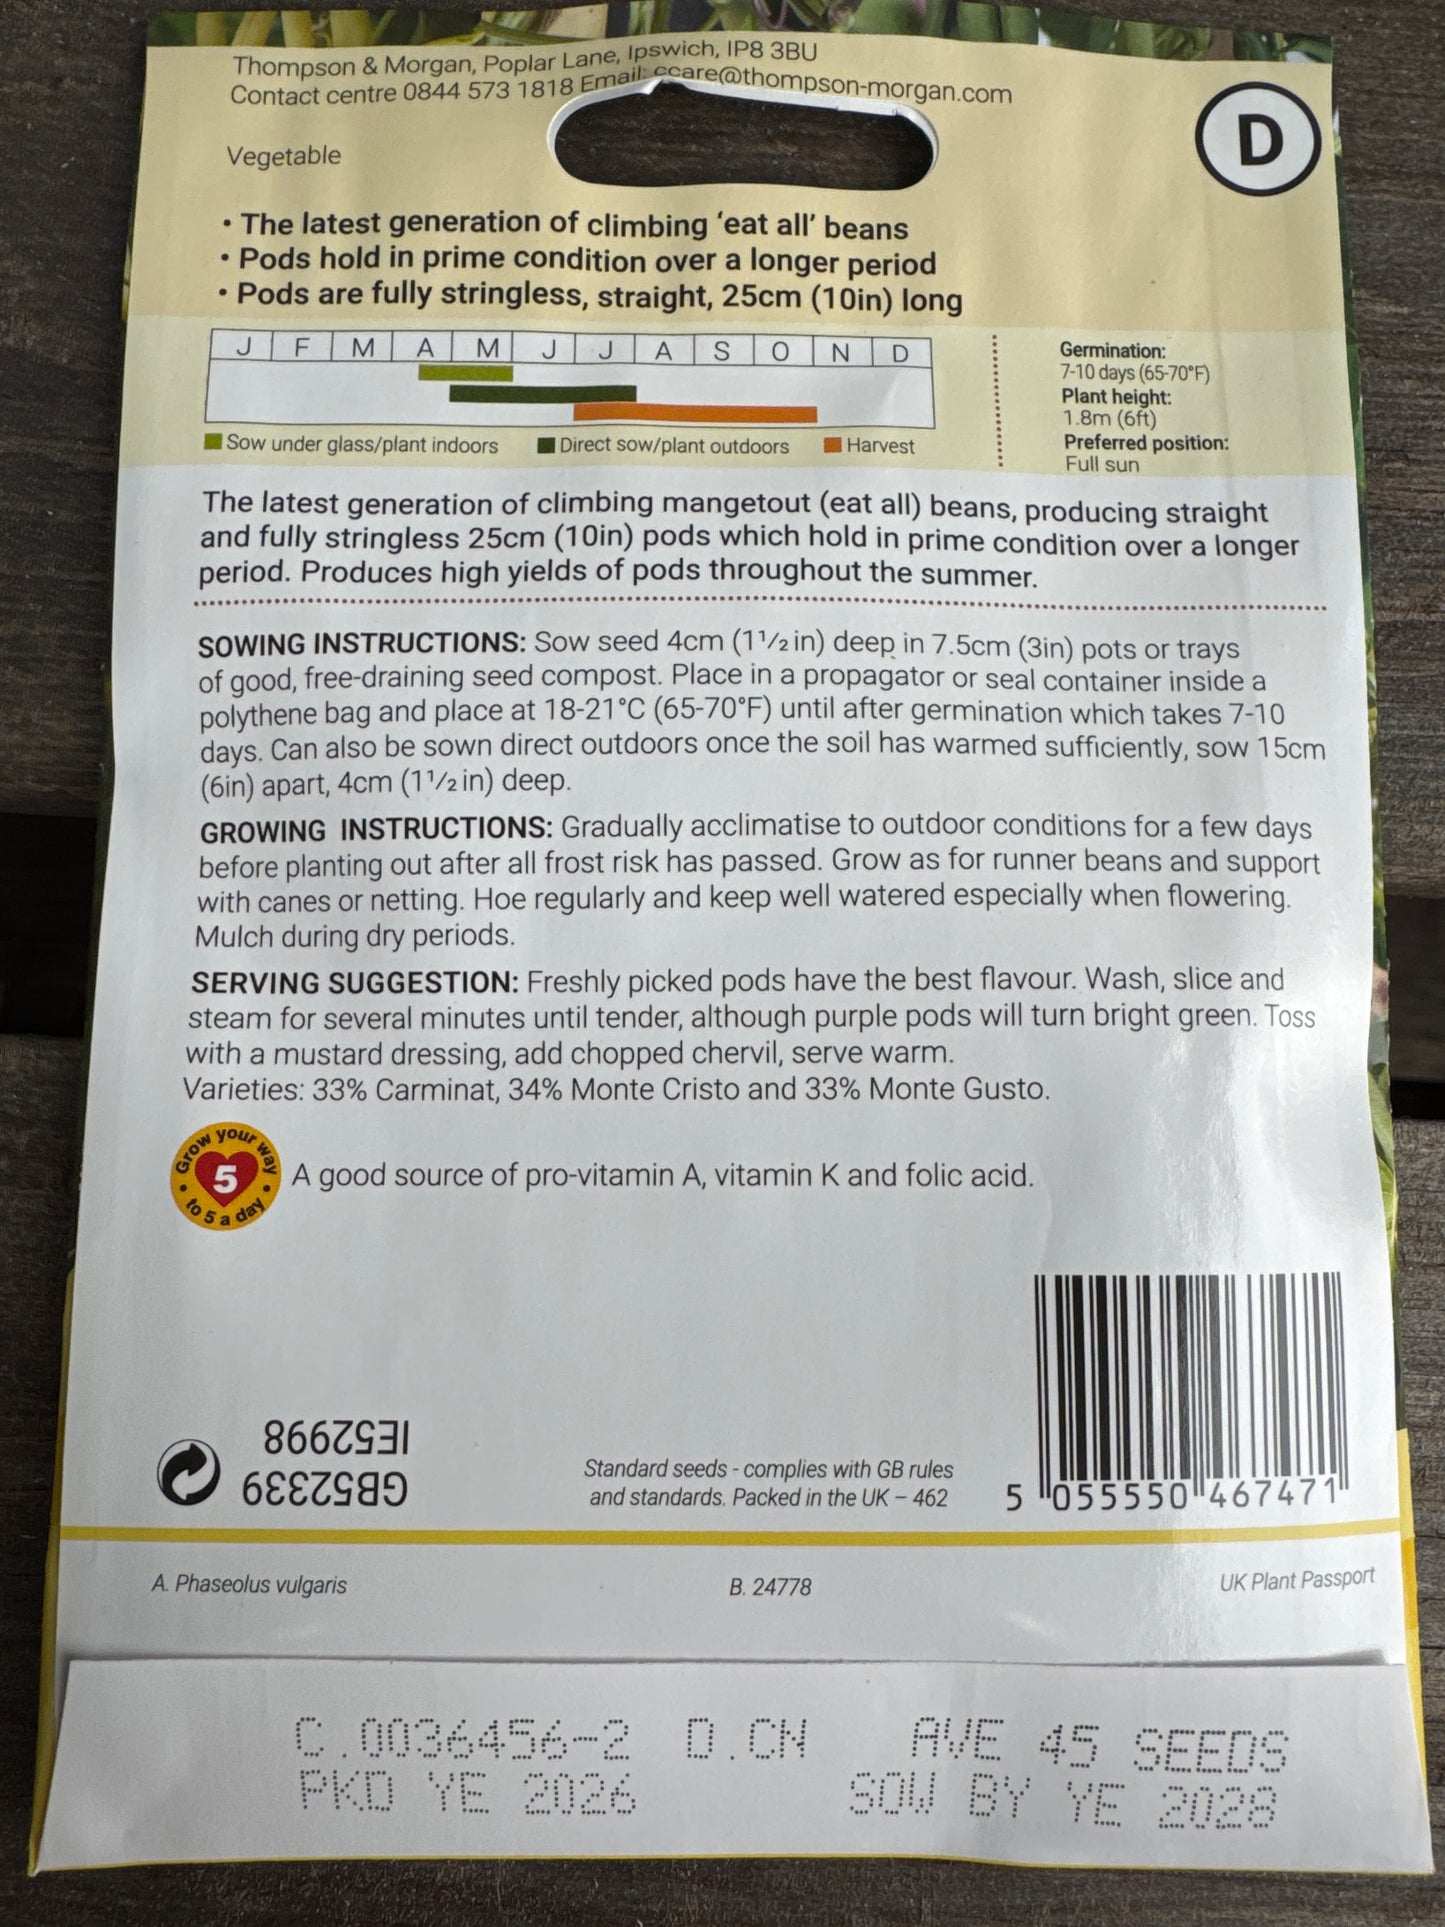 Thompson & Morgan, Poplar Lane, Ipswich, IP8 3BU
Contact centre 0844 573 1818 Email: ccare@thompson-morgan.com
D
Vegetable
• The latest generation of climbing ‘eat all’ beans
• Pods hold in prime condition over a longer period
• Pods are fully stringless, straight, 25cm (10in) long
J F M A M J J A S O N D
Sow under glass/plant indoors Direct sow/plant outdoors Harvest
Germination:
7-10 days (65-70°F)
Plant height:
1.8m (6ft)
Preferred position:
Full sun
The latest generation of climbing mangetout (eat all) beans, producing straight
and fully stringless 25cm (10in) pods which hold in prime condition over a longer
period. Produces high yields of pods throughout the summer.
SOWING INSTRUCTIONS: Sow seed 4cm (1½in) deep in 7.5cm (3in) pots or trays
of good, free-draining seed compost. Place in a propagator or seal container inside a
polythene bag and place at 18-21°C (65-70°F) until after germination which takes 7-10
days. Can also be sown direct outdoors once the soil has warmed sufficiently, sow 15cm
(6in) apart, 4cm (1½in) deep.
GROWING INSTRUCTIONS: Gradually acclimatise to outdoor conditions for a few days
before planting out after all frost risk has passed. Grow as for runner beans and support
with canes or netting. Hoe regularly and keep well watered especially when flowering.
Mulch during dry periods.
SERVING SUGGESTION: Freshly picked pods have the best flavour. Wash, slice and
steam for several minutes until tender, although purple pods will turn bright green. Toss
with a mustard dressing, add chopped chervil, serve warm.
Varieties: 33% Carminat, 34% Monte Cristo and 33% Monte Gusto.
Grow your way
5
to 5 a day
A good source of pro-vitamin A, vitamin K and folic acid.
GB52339
IE52998
Standard seeds - complies with GB rules
and standards. Packed in the UK – 462
5 055550 467471
A. Phaseolus vulgaris B. 24778 UK Plant Passport
C.0036456-2 D.CN AVE 45 SEEDS
PKD YE 2026 SOW BY YE 2028